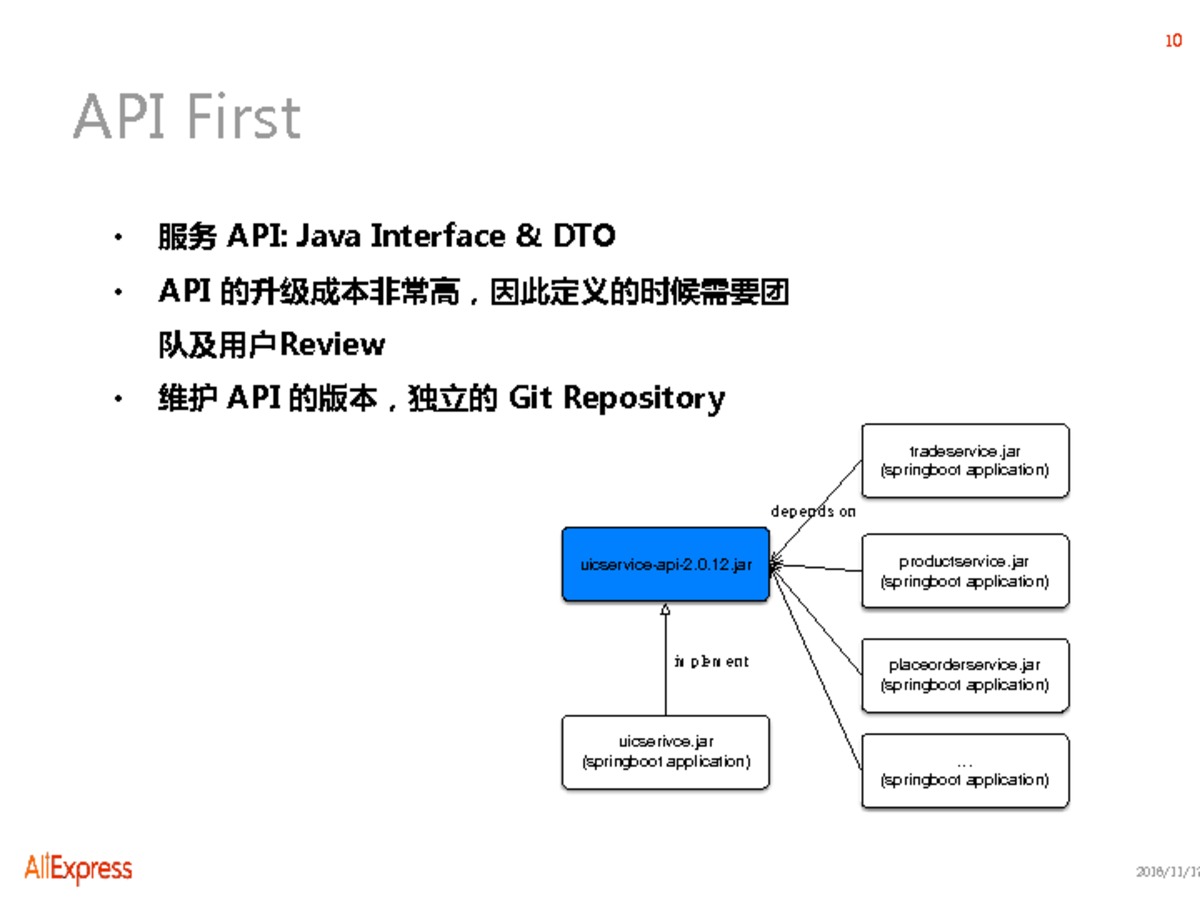 10
API First
• 服务 API: Java Interface & DTO
• API 的升级成本非常高，因此定义的时候需要团
队及用户Review
• 维护 API 的版本，独立的 Git Repository
tradeservice.jar
(springboot application)
depends on
uicservice-api-2.0.12.jar
productservice.jar
(springboot application)
implement
placeorderservice.jar
(springboot application)
uicserivce.jar
(springboot application)
...
(springboot application)
AliExpress
2016/11/12